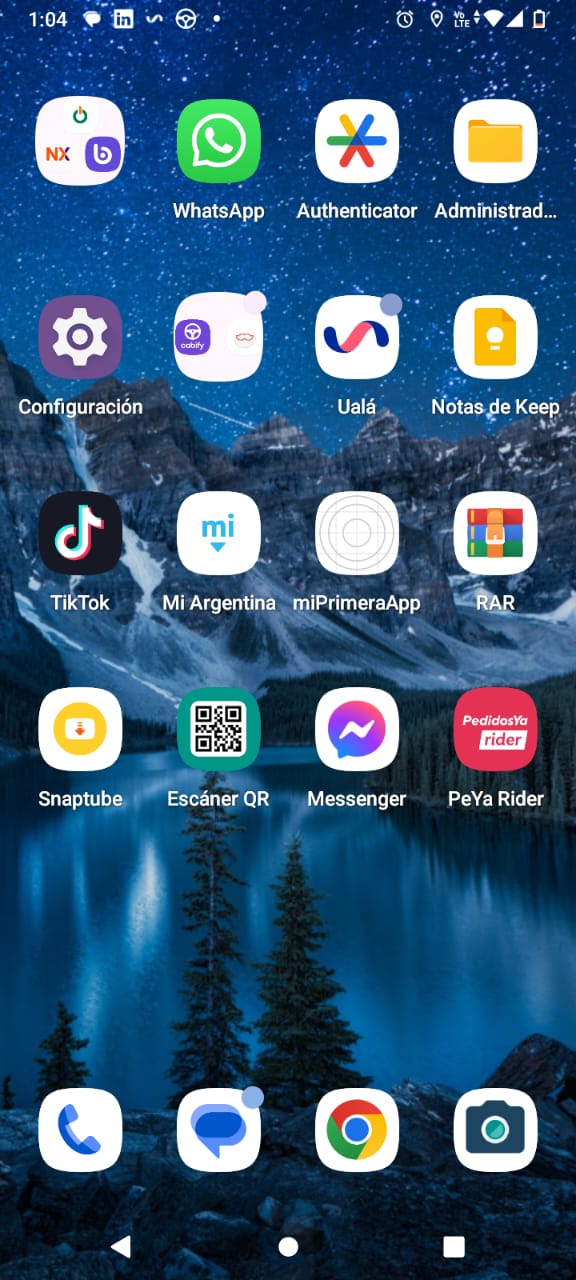 1:04
in
Vo
LTE
NX
b
WhatsApp
Authenticator
Administrad...
cabify
Configuración
Ualá
Notas de Keep
mi
TikTok
Mi Argentina
miPrimeraApp
RAR
PedidosYa
rider
Snaptube
Escáner QR
Messenger
PeYa Rider